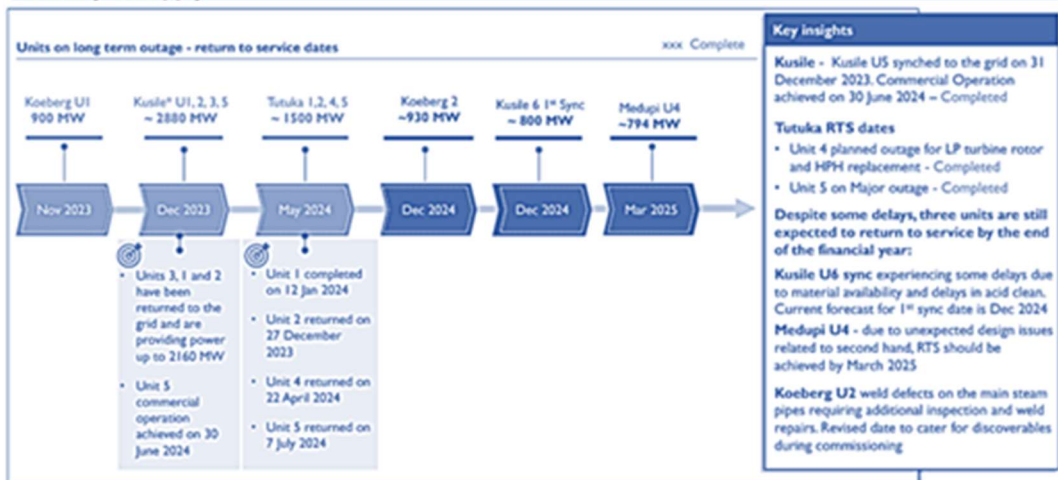 Units on long term outage - return to service dates
xxx Complete
Koeberg U1
900 MW
Kusile* U1, 2, 3, 5
~ 2880 MW
Tutuka 1,2, 4, 5
~ 1500 MW
Koeberg 2
~930 MW
Kusile 6 1st Sync
~ 800 MW
Medupi U4
~794 MW
Nov 2023
Dec 2023
May 2024
Dec 2024
Dec 2024
Mar 2025
• Units 3, 1 and 2
have been
returned to the
grid and are
providing power
up to 2160 MW
• Unit 5
commercial
operation
achieved on 30
June 2024
• Unit 1 completed
on 12 Jan 2024
• Unit 2 returned on
27 December
2023
• Unit 4 returned on
22 April 2024
• Unit 5 returned on
7 July 2024
Key insights
Kusile - Kusile U5 synched to the grid on 31
December 2023. Commercial Operation
achieved on 30 June 2024 – Completed
Tutuka RTS dates
• Unit 4 planned outage for LP turbine rotor
and HPH replacement - Completed
• Unit 5 on Major outage - Completed
Despite some delays, three units are still
expected to return to service by the end
of the financial year:
Kusile U6 sync experiencing some delays due
to material availability and delays in acid clean.
Current forecast for 1st sync date is Dec 2024
Medupi U4 - due to unexpected design issues
related to second hand, RTS should be
achieved by March 2025
Koeberg U2 weld defects on the main steam
pipes requiring additional inspection and weld
repairs. Revised date to cater for discoverables
during commissioning